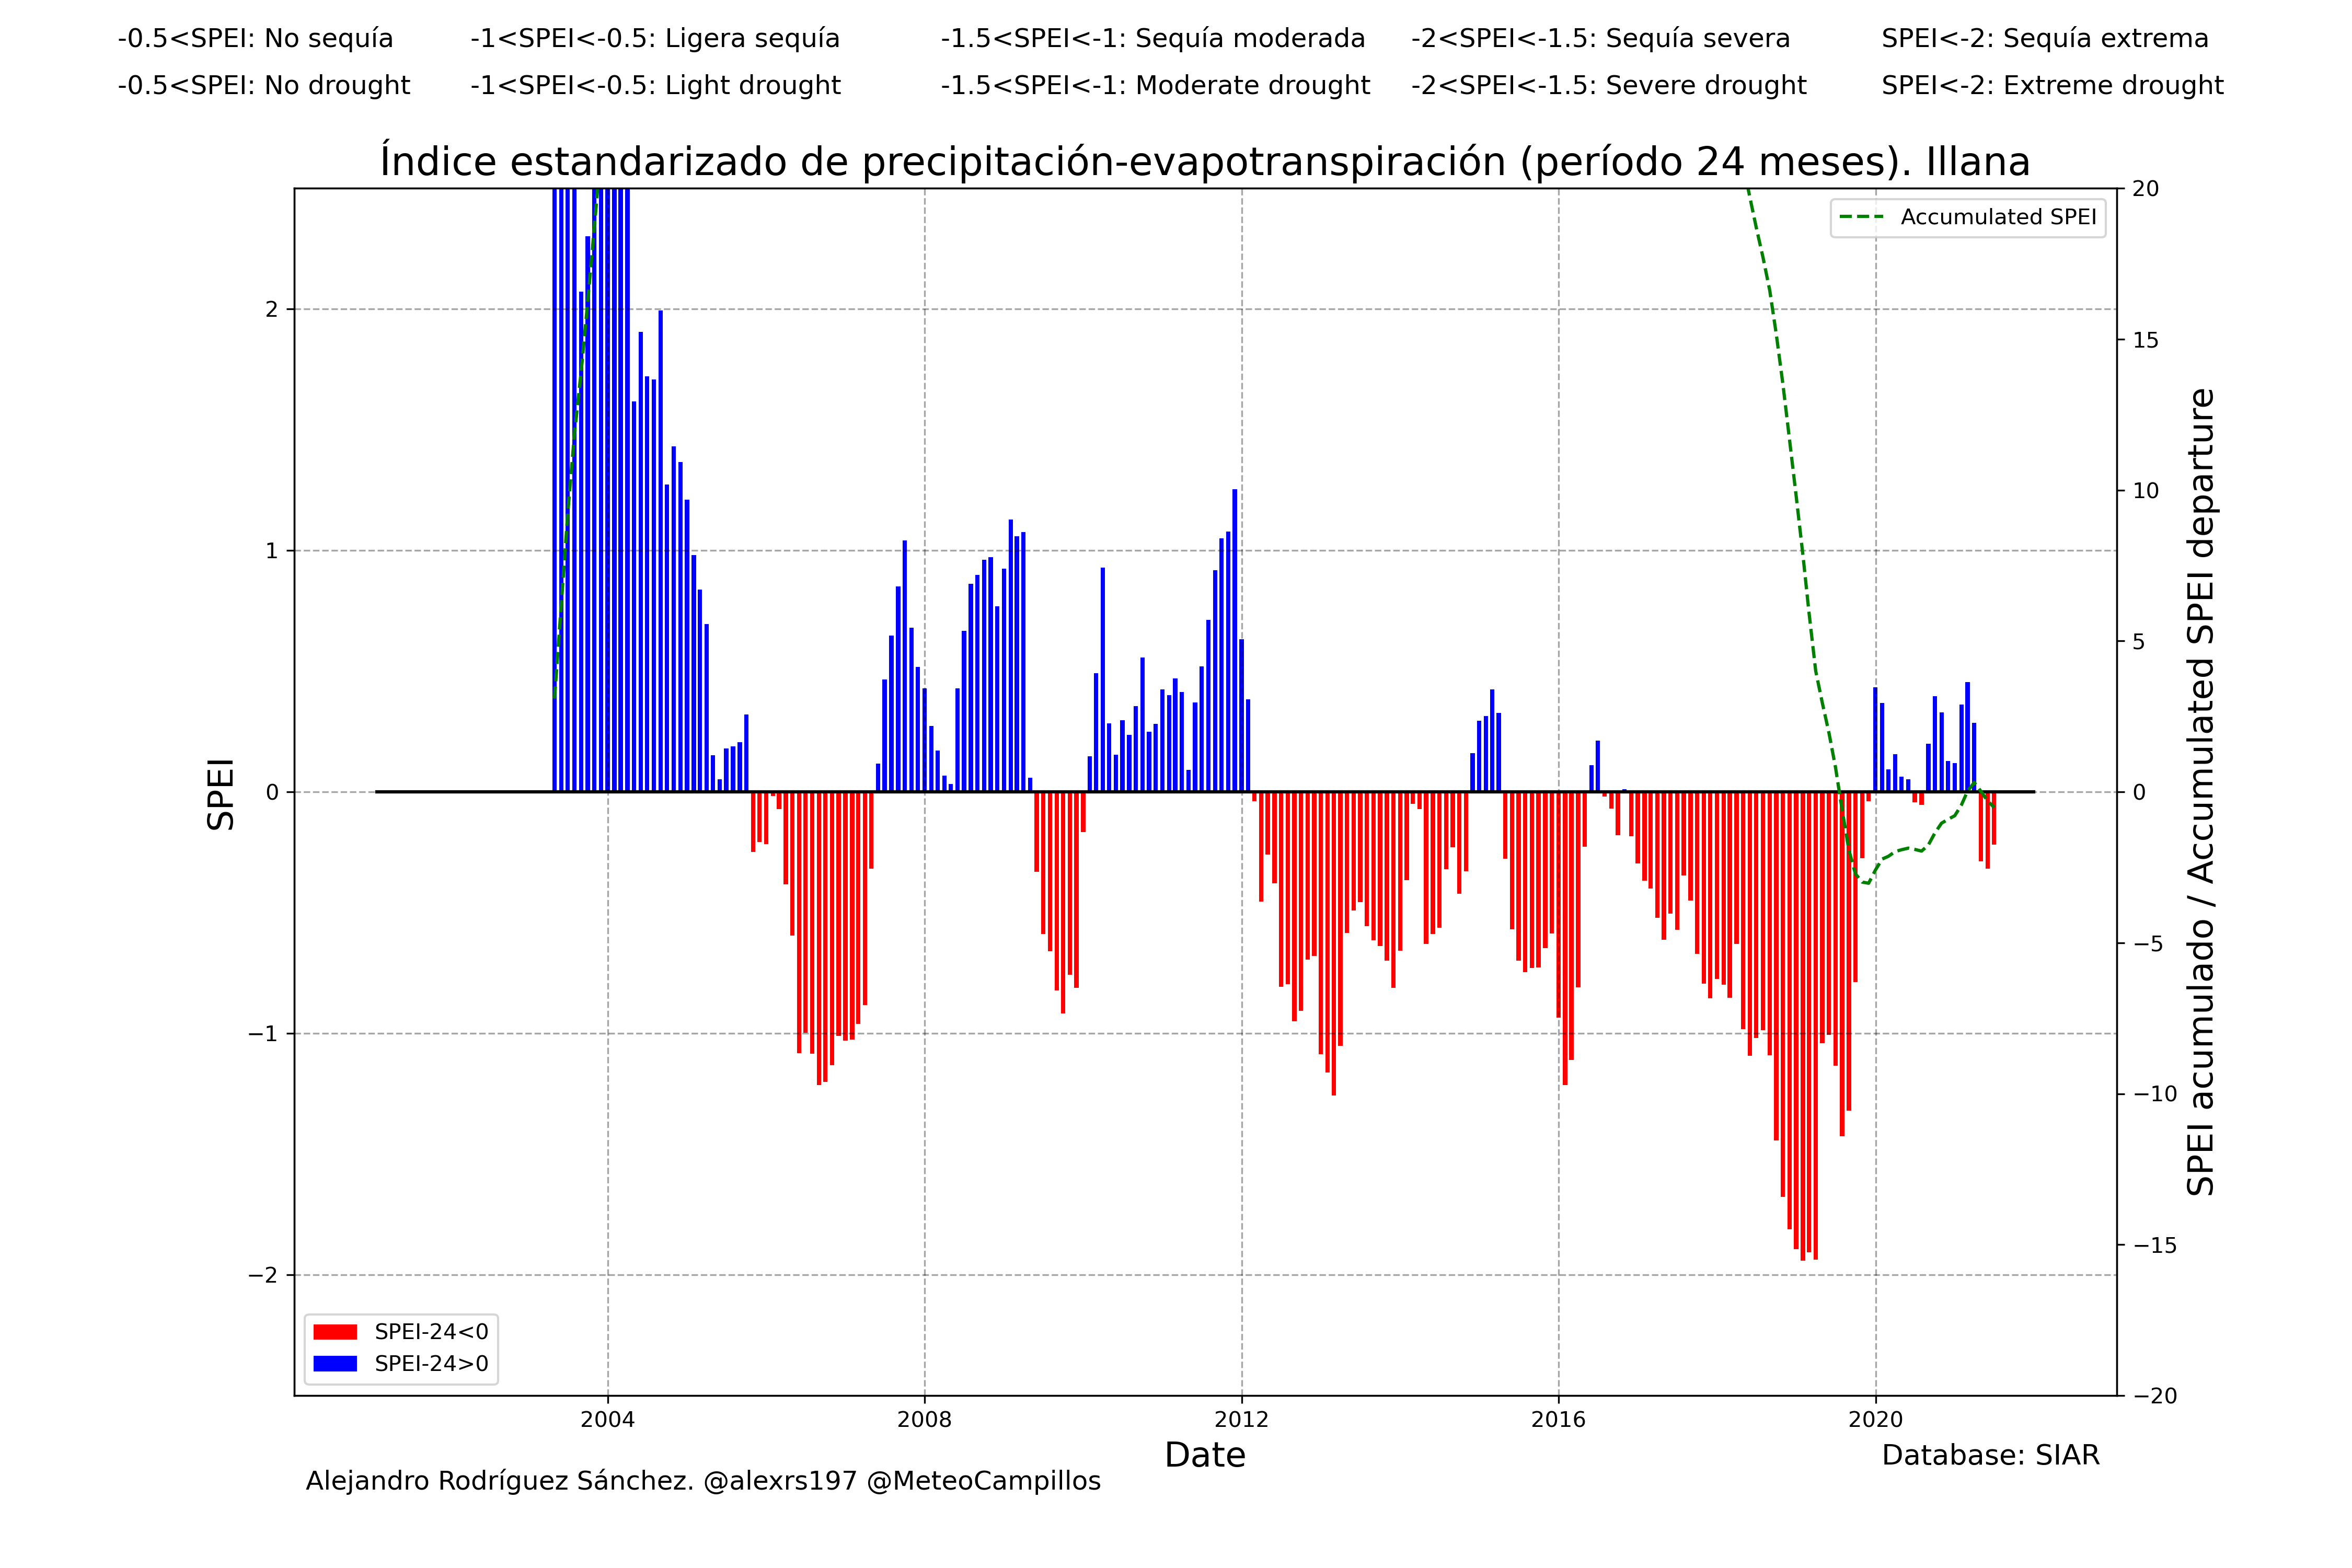 -0.5<SPEI: No sequía -1<SPEI<-0.5: Ligera sequía -1.5<SPEI<-1: Sequía moderada -2<SPEI<-1.5: Sequía severa SPEI<-2: Sequía extrema
-0.5<SPEI: No drought -1<SPEI<-0.5: Light drought -1.5<SPEI<-1: Moderate drought -2<SPEI<-1.5: Severe drought SPEI<-2: Extreme drought
Índice estandarizado de precipitación-evapotranspiración (período 24 meses). Illana
Accumulated SPEI
SPEI
2
1
0
−1
−2
20
15
10
5
0
−5
−10
−15
−20
SPEI acumulado / Accumulated SPEI departure
SPEI-24<0
SPEI-24>0
2004 2008 2012 2016 2020
Date
Database: SIAR
Alejandro Rodríguez Sánchez. @alexrs197 @MeteoCampillos